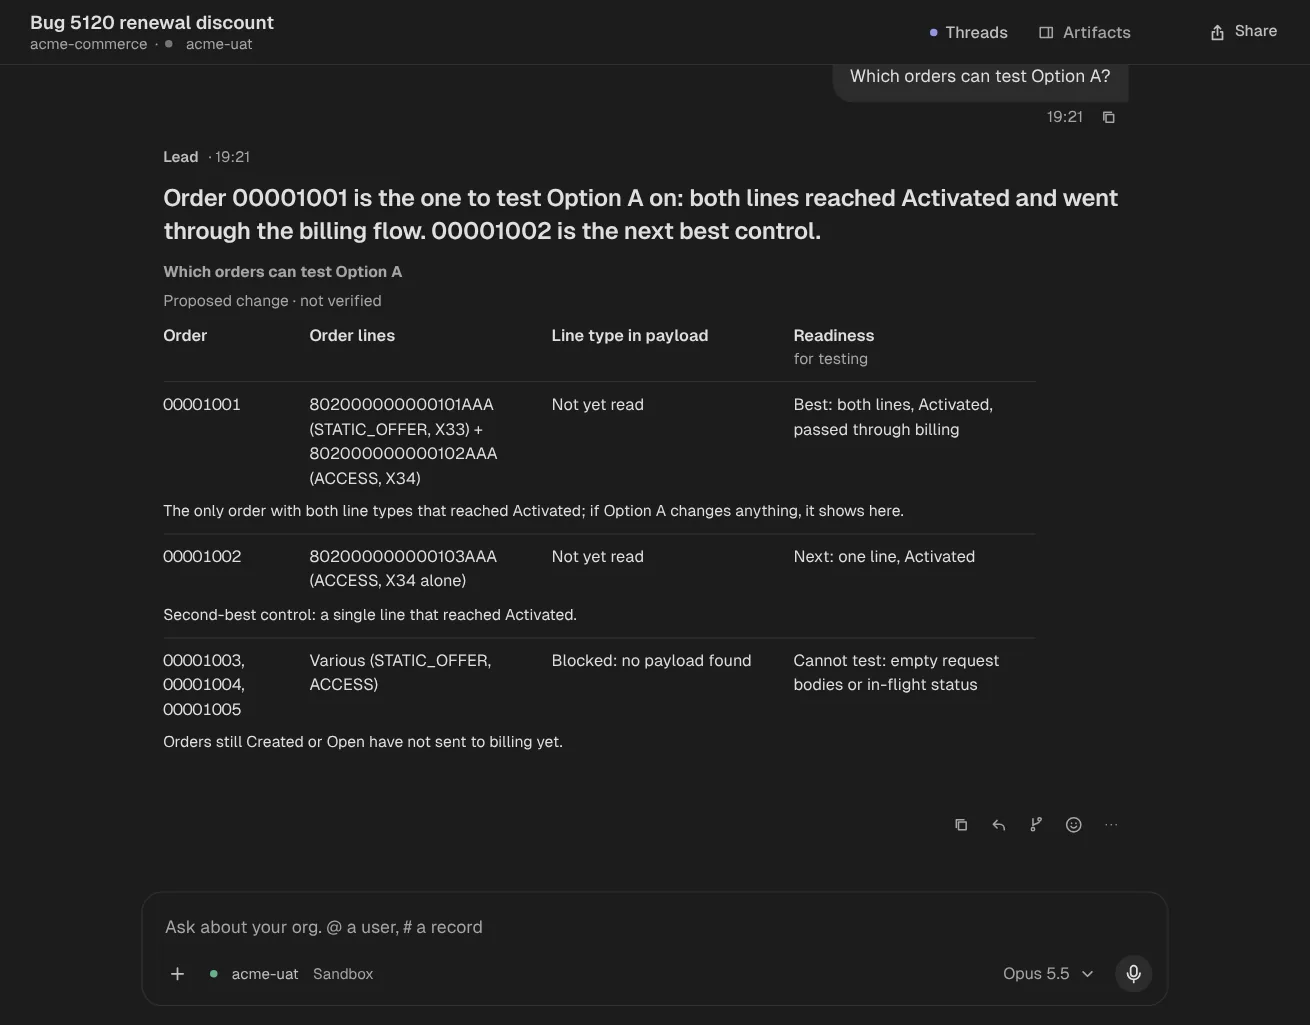 Bug 5120 renewal discount
acme-commerce · acme-uat
Threads
Artifacts
Share
Which orders can test Option A?
19:21
Lead · 19:21
Order 00001001 is the one to test Option A on: both lines reached Activated and went
through the billing flow. 00001002 is the next best control.
Which orders can test Option A
Proposed change · not verified
Order
Order lines
Line type in payload
Readiness
for testing
00001001
802000000000101AAA
(STATIC_OFFER, X33) +
802000000000102AAA
(ACCESS, X34)
Not yet read
Best: both lines, Activated,
passed through billing
The only order with both line types that reached Activated; if Option A changes anything, it shows here.
00001002
802000000000103AAA
(ACCESS, X34 alone)
Not yet read
Next: one line, Activated
Second-best control: a single line that reached Activated.
00001003,
00001004,
00001005
Various (STATIC_OFFER,
ACCESS)
Blocked: no payload found
Cannot test: empty request
bodies or in-flight status
Orders still Created or Open have not sent to billing yet.
Ask about your org. @ a user, # a record
acme-uat Sandbox
Opus 5.5